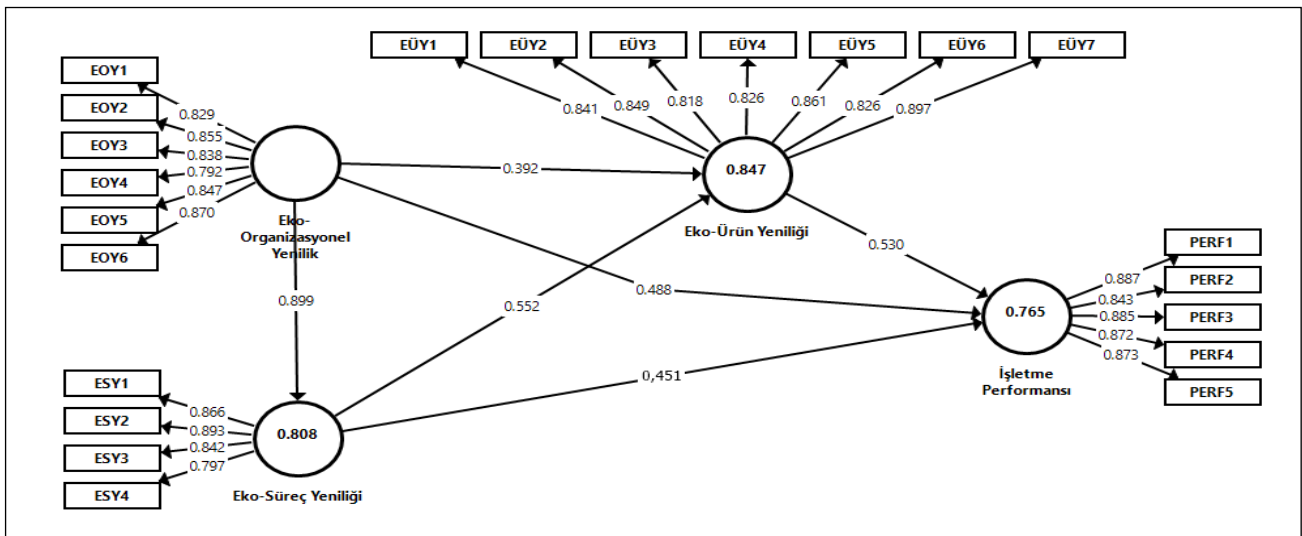 EÜY1 EÜY2 EÜY3 EÜY4 EÜY5 EÜY6 EÜY7
0.841 0.849 0.818 0.826 0.861 0.826 0.897
EOY1
EOY2
EOY3
EOY4
EOY5
EOY6
0.829
0.855
0.838
0.792
0.847
0.870
Eko-
Organizasyonel
Yenilik
0.392
0.847
Eko-Ürün Yeniliği
0.530
0.488
0.899
0.552
0,451
0.765
İşletme
Performansı
0.887
0.843
0.885
0.872
0.873
PERF1
PERF2
PERF3
PERF4
PERF5
ESY1
ESY2
ESY3
ESY4
0.866
0.893
0.842
0.797
0.808
Eko-Süreç Yeniliği